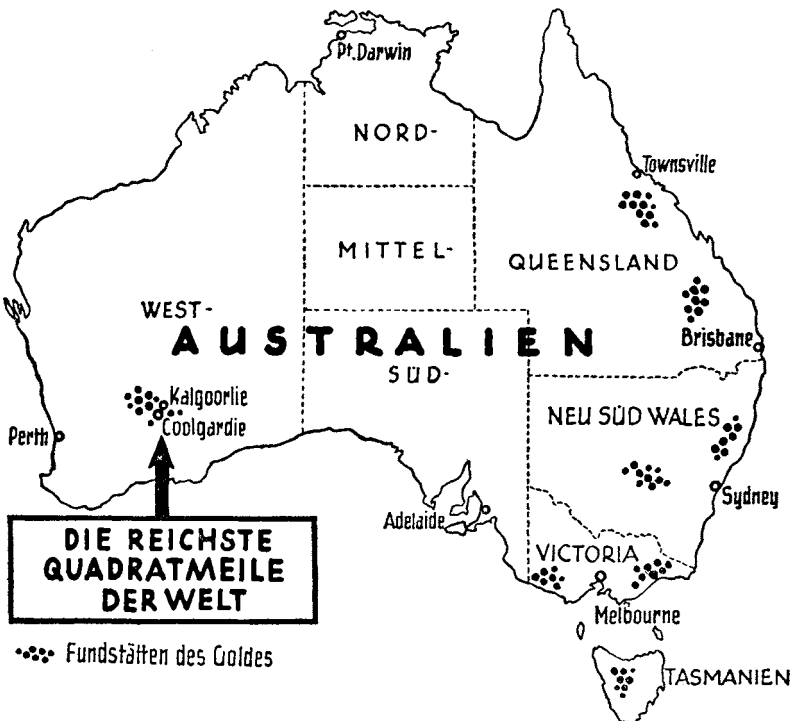 Pt. Darwin
NORD-
Townsville
MITTEL-
QUEENSLAND
WEST-
AUSTRALIEN
Brisbane
SÜD-
Kalgoorlie
Coolgardie
NEU SÜD WALES
Perth
Sydney
Adelaide
DIE REICHSTE
QUADRATMEILE
DER WELT
VICTORIA
Melbourne
Fundstätten des Goldes
TASMANIEN